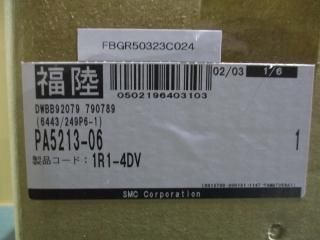 FBGR50323C024
福陸
0502196403103
02/03
1/6
DWBB92079 790789
(6443/249P6-1)
PA5213-06
1
製品コード: 1R1-4DV
SMC Corporation